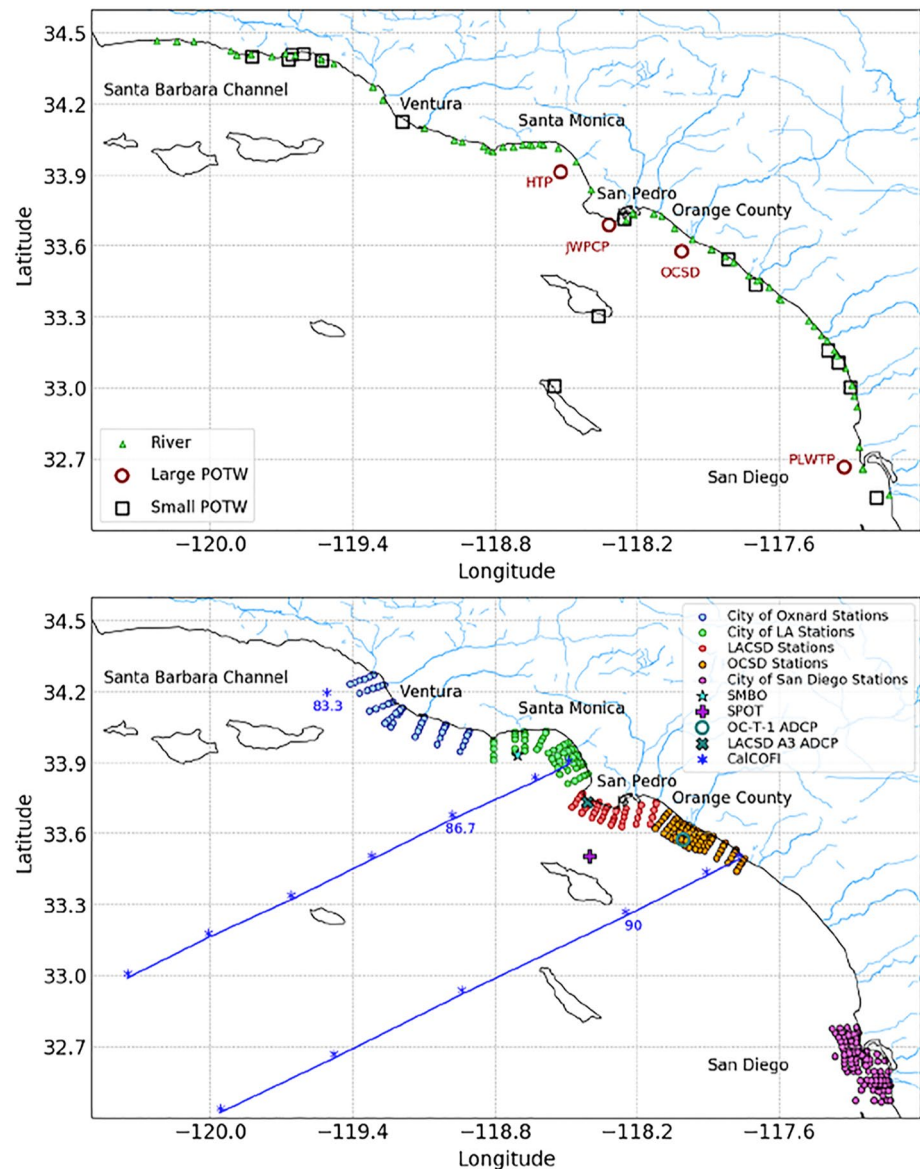 34.5
Santa Barbara Channel
34.2
Ventura
Santa Monica
33.9
HTP
San Pedro
Orange County
JWPCP
33.6
OCSD
33.3
33.0
River
Large POTW
Small POTW
32.7
PLWTP
San Diego
Latitude
−120.0 −119.4 −118.8 −118.2 −117.6
Longitude
34.5
City of Oxnard Stations
City of LA Stations
LACSD Stations
OCSD Stations
City of San Diego Stations
SMBO
SPOT
OC-T-1 ADCP
LACSD A3 ADCP
CalCOFI
Santa Barbara Channel
34.2
83.3
Ventura
Santa Monica
33.9
San Pedro
Orange County
86.7
33.6
33.3
90
33.0
32.7
San Diego
Latitude
−120.0 −119.4 −118.8 −118.2 −117.6
Longitude